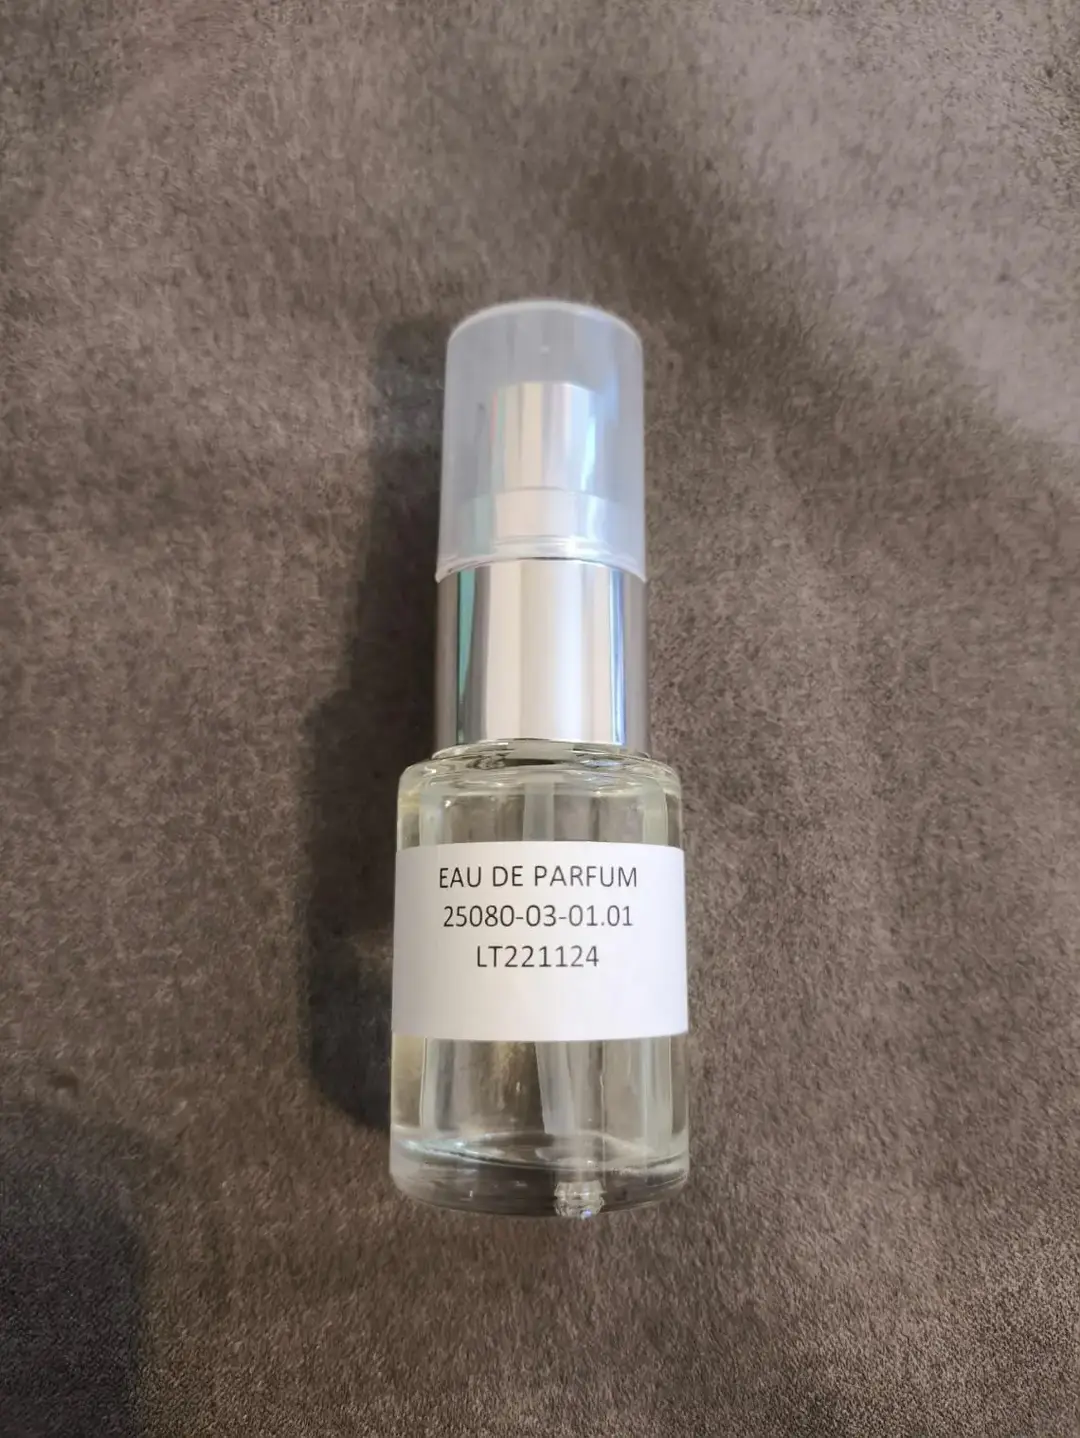 EAU DE PARFUM
25080-03-01.01
LT221124